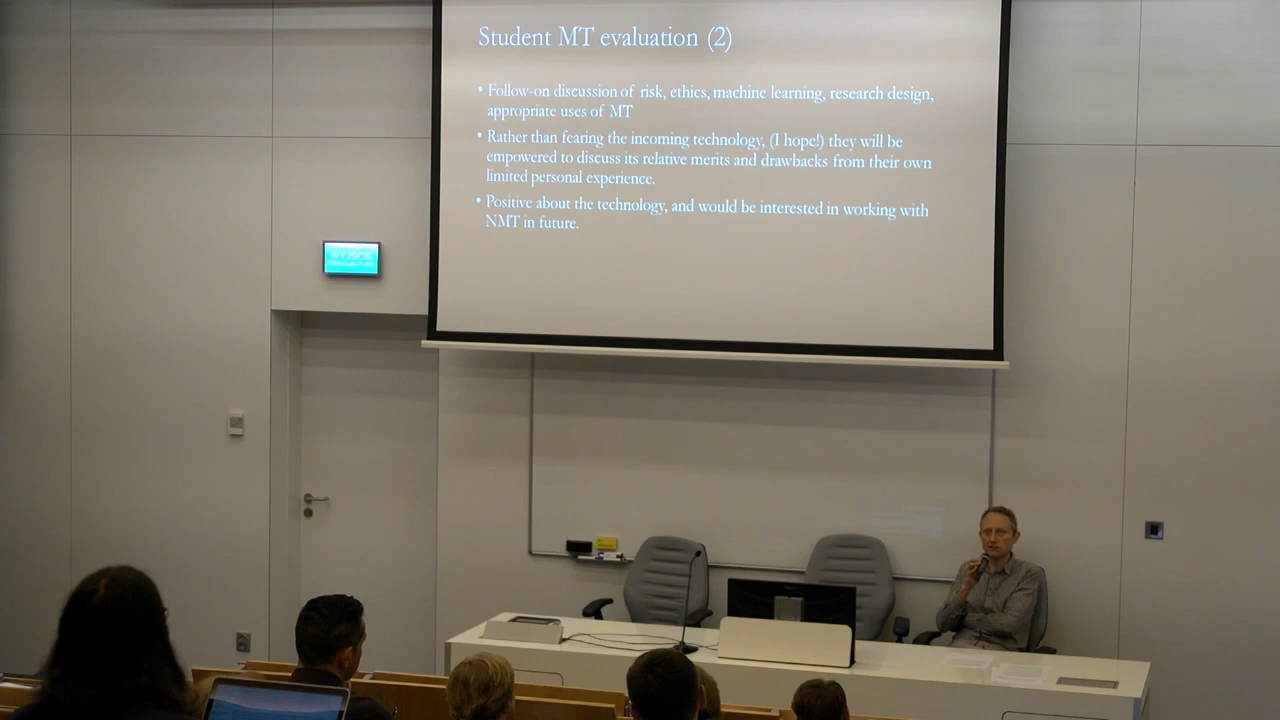 Student MT evaluation (2)
• Follow-on discussion of risk, ethics, machine learning, research design,
appropriate uses of MT
• Rather than fearing the incoming technology, (I hope!) they will be
empowered to discuss its relative merits and drawbacks from their own
limited personal experience.
• Positive about the technology, and would be interested in working with
NMT in future.
WYJŚCIE